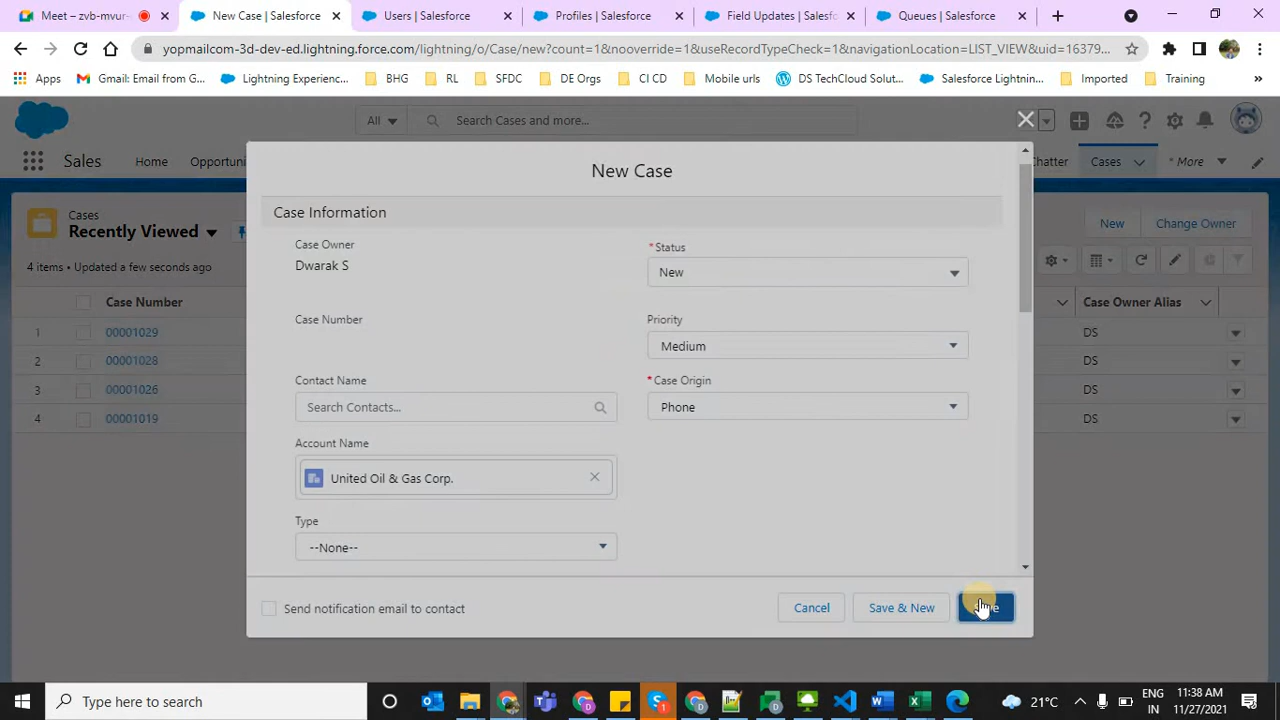 Meet – zvb-mvur-
New Case | Salesforce
Users | Salesforce
Profiles | Salesforce
Field Updates | Salesfo
Queues | Salesforce
yopmailcom-3d-dev-ed.lightning.force.com/lightning/o/Case/new?count=1&nooverride=1&useRecordTypeCheck=1&navigationLocation=LIST_VIEW&uid=16379...
Apps
Gmail: Email from G...
Lightning Experienc...
BHG
RL
SFDC
DE Orgs
CI CD
Mobile urls
DS TechCloud Solut...
Salesforce Lightnin...
Imported
Training
»
All
Search Cases and more...
Sales
Home
Opportuni
Chatter
Cases
* More
New Case
Cases
Recently Viewed
New
Change Owner
4 items • Updated a few seconds ago
Case Number
Case Owner Alias
1
00001029
DS
2
00001028
DS
3
00001026
DS
4
00001019
DS
Case Information
Case Owner
Dwarak S
*Status
New
Case Number
Priority
Medium
Contact Name
Search Contacts...
*Case Origin
Phone
Account Name
United Oil & Gas Corp.
Type
--None--
Send notification email to contact
Cancel
Save & New
Type here to search
1
21°C
ENG
IN
11:38 AM
11/27/2021